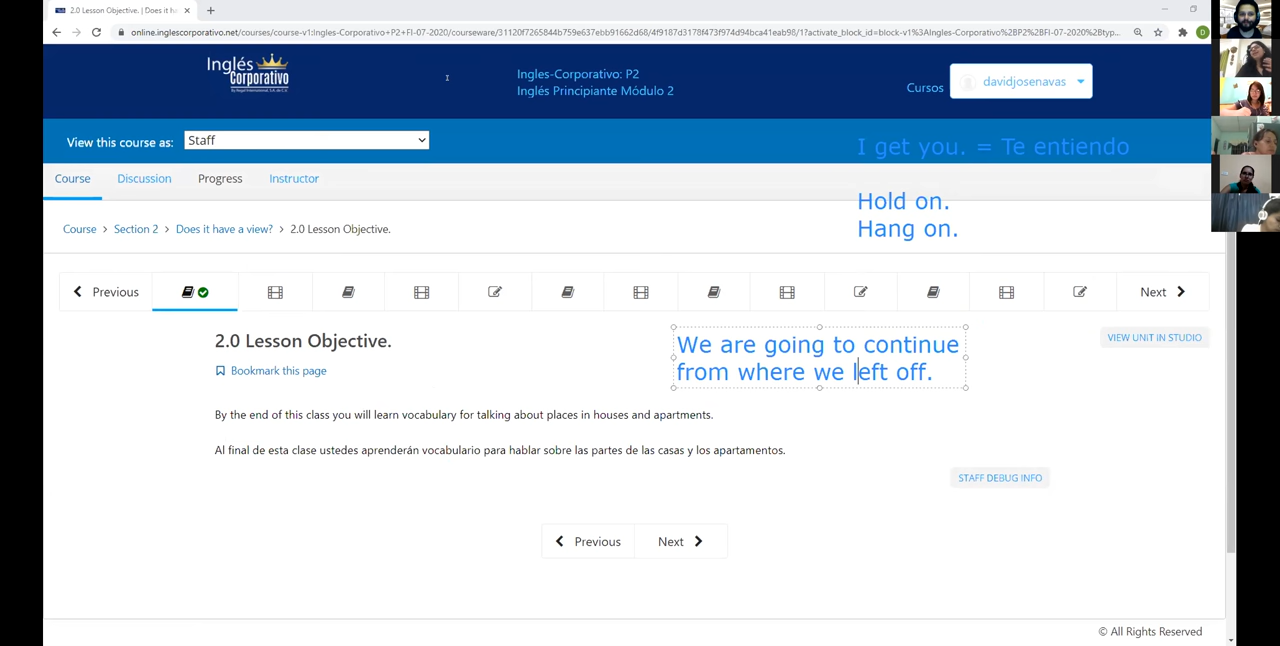 2.0 Lesson Objective. | Does it ha
online.inglescorporativo.net/courses/course-v1:Ingles-Corporativo+P2+FI-07-2020/courseware/31120f7265844b759e637ebb91662d68/4f9187d3178f473f974d94bca41eab98/1?activate_block_id=block-v1%3AIngles-Corporativo%2BP2%2BFI-07-2020%2Btyp...
D
Inglés
Corporativo
By Royal International, S.A. de C.V.
Ingles-Corporativo: P2
Inglés Principiante Módulo 2
Cursos
davidjosenavas
View this course as:
Staff
I get you. = Te entiendo
Course
Discussion
Progress
Instructor
Hold on.
Hang on.
Course > Section 2 > Does it have a view? > 2.0 Lesson Objective.
Previous
Next
2.0 Lesson Objective.
VIEW UNIT IN STUDIO
Bookmark this page
We are going to continue
from where we left off.
By the end of this class you will learn vocabulary for talking about places in houses and apartments.
Al final de esta clase ustedes aprenderán vocabulario para hablar sobre las partes de las casas y los apartamentos.
STAFF DEBUG INFO
Previous
Next
© All Rights Reserved